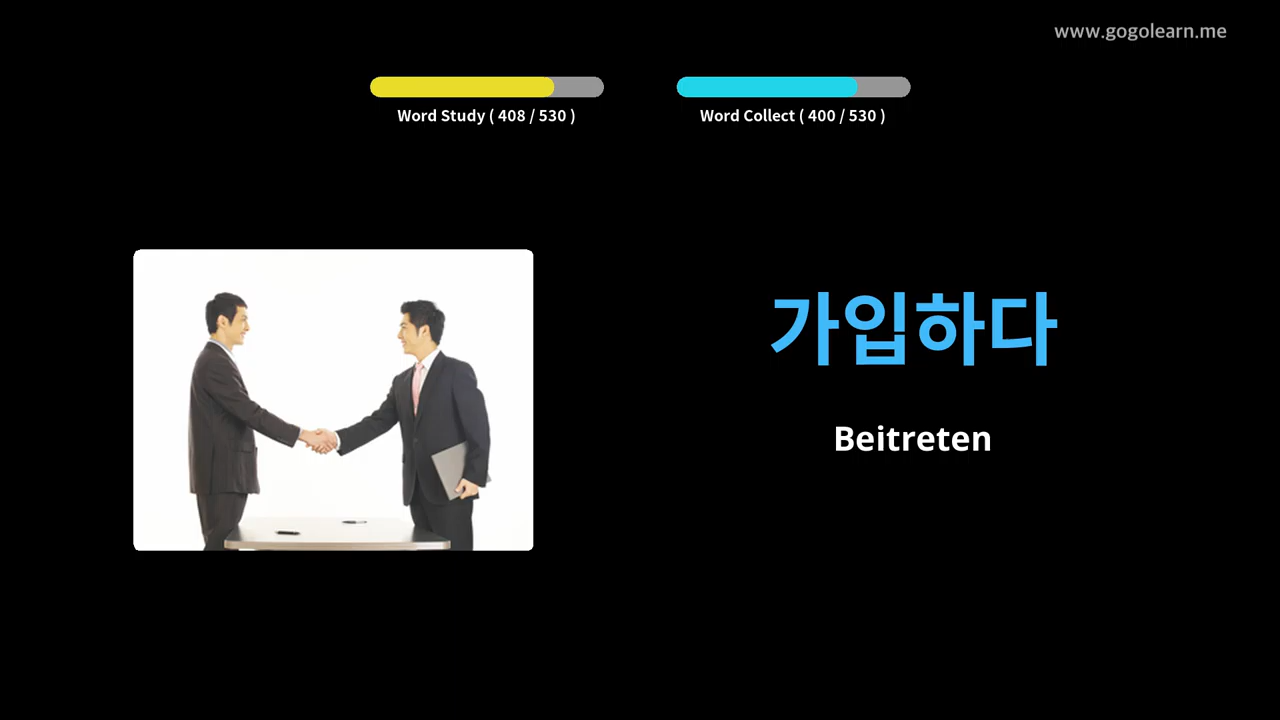 www.gogolearn.me
Word Study ( 408 / 530 )
Word Collect ( 400 / 530 )
가입하다
Beitreten